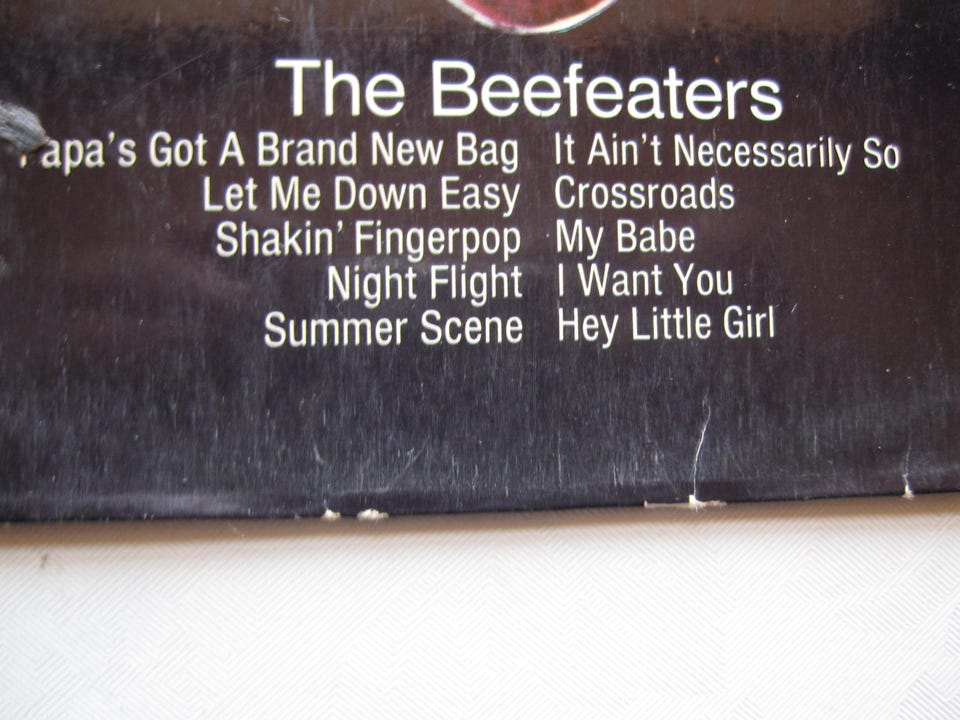 The Beefeaters
Papa's Got A Brand New Bag
Let Me Down Easy
Shakin' Fingerpop
Night Flight
Summer Scene
It Ain't Necessarily So
Crossroads
My Babe
I Want You
Hey Little Girl